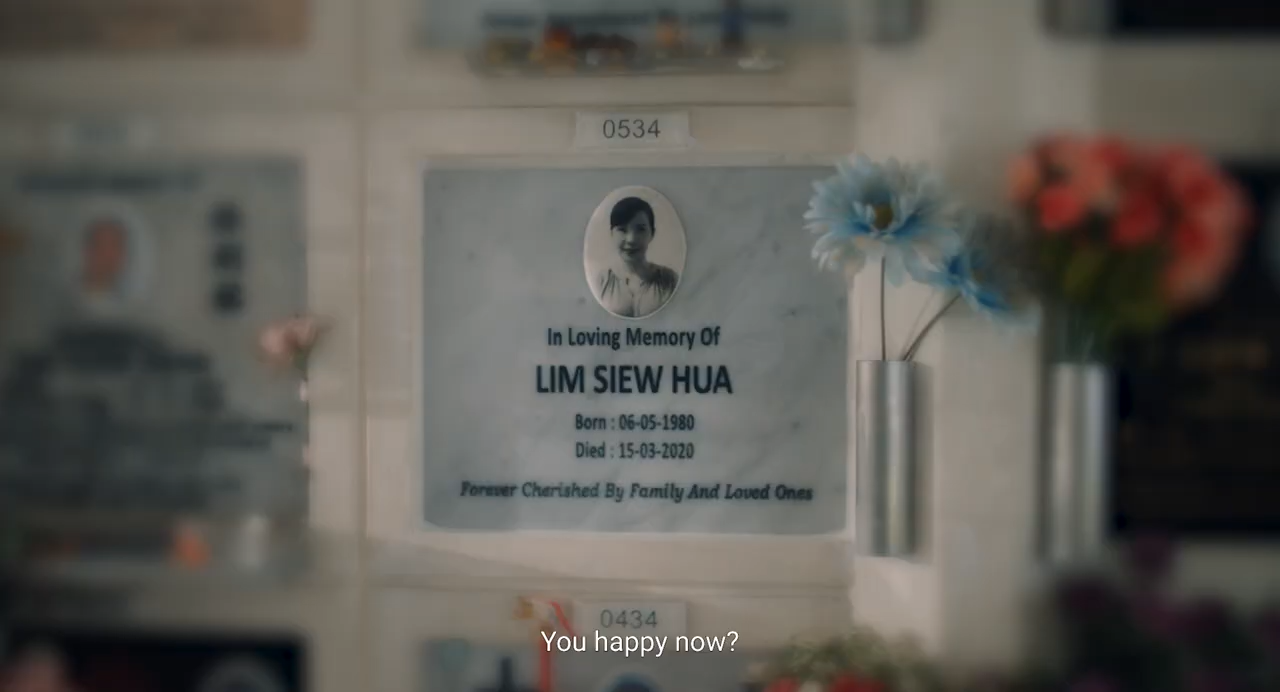 0534
In Loving Memory Of
LIM SIEW HUA
Born : 06-05-1980
Died : 15-03-2020
Forever Cherished By Family And Loved Ones
0434
You happy now?